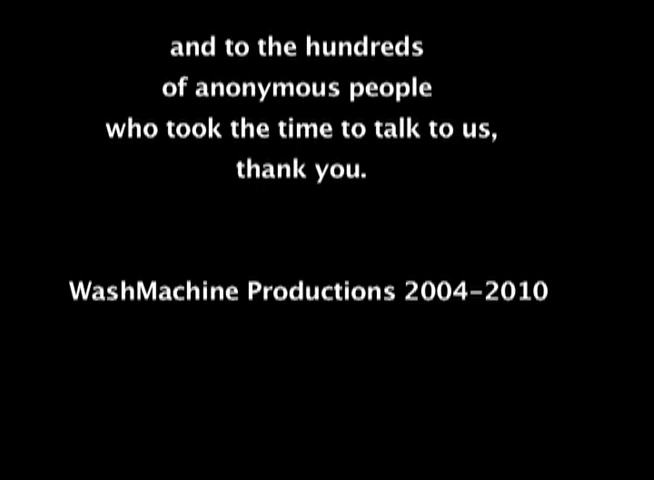 and to the hundreds
of anonymous people
who took the time to talk to us,
thank you.
WashMachine Productions 2004-2010